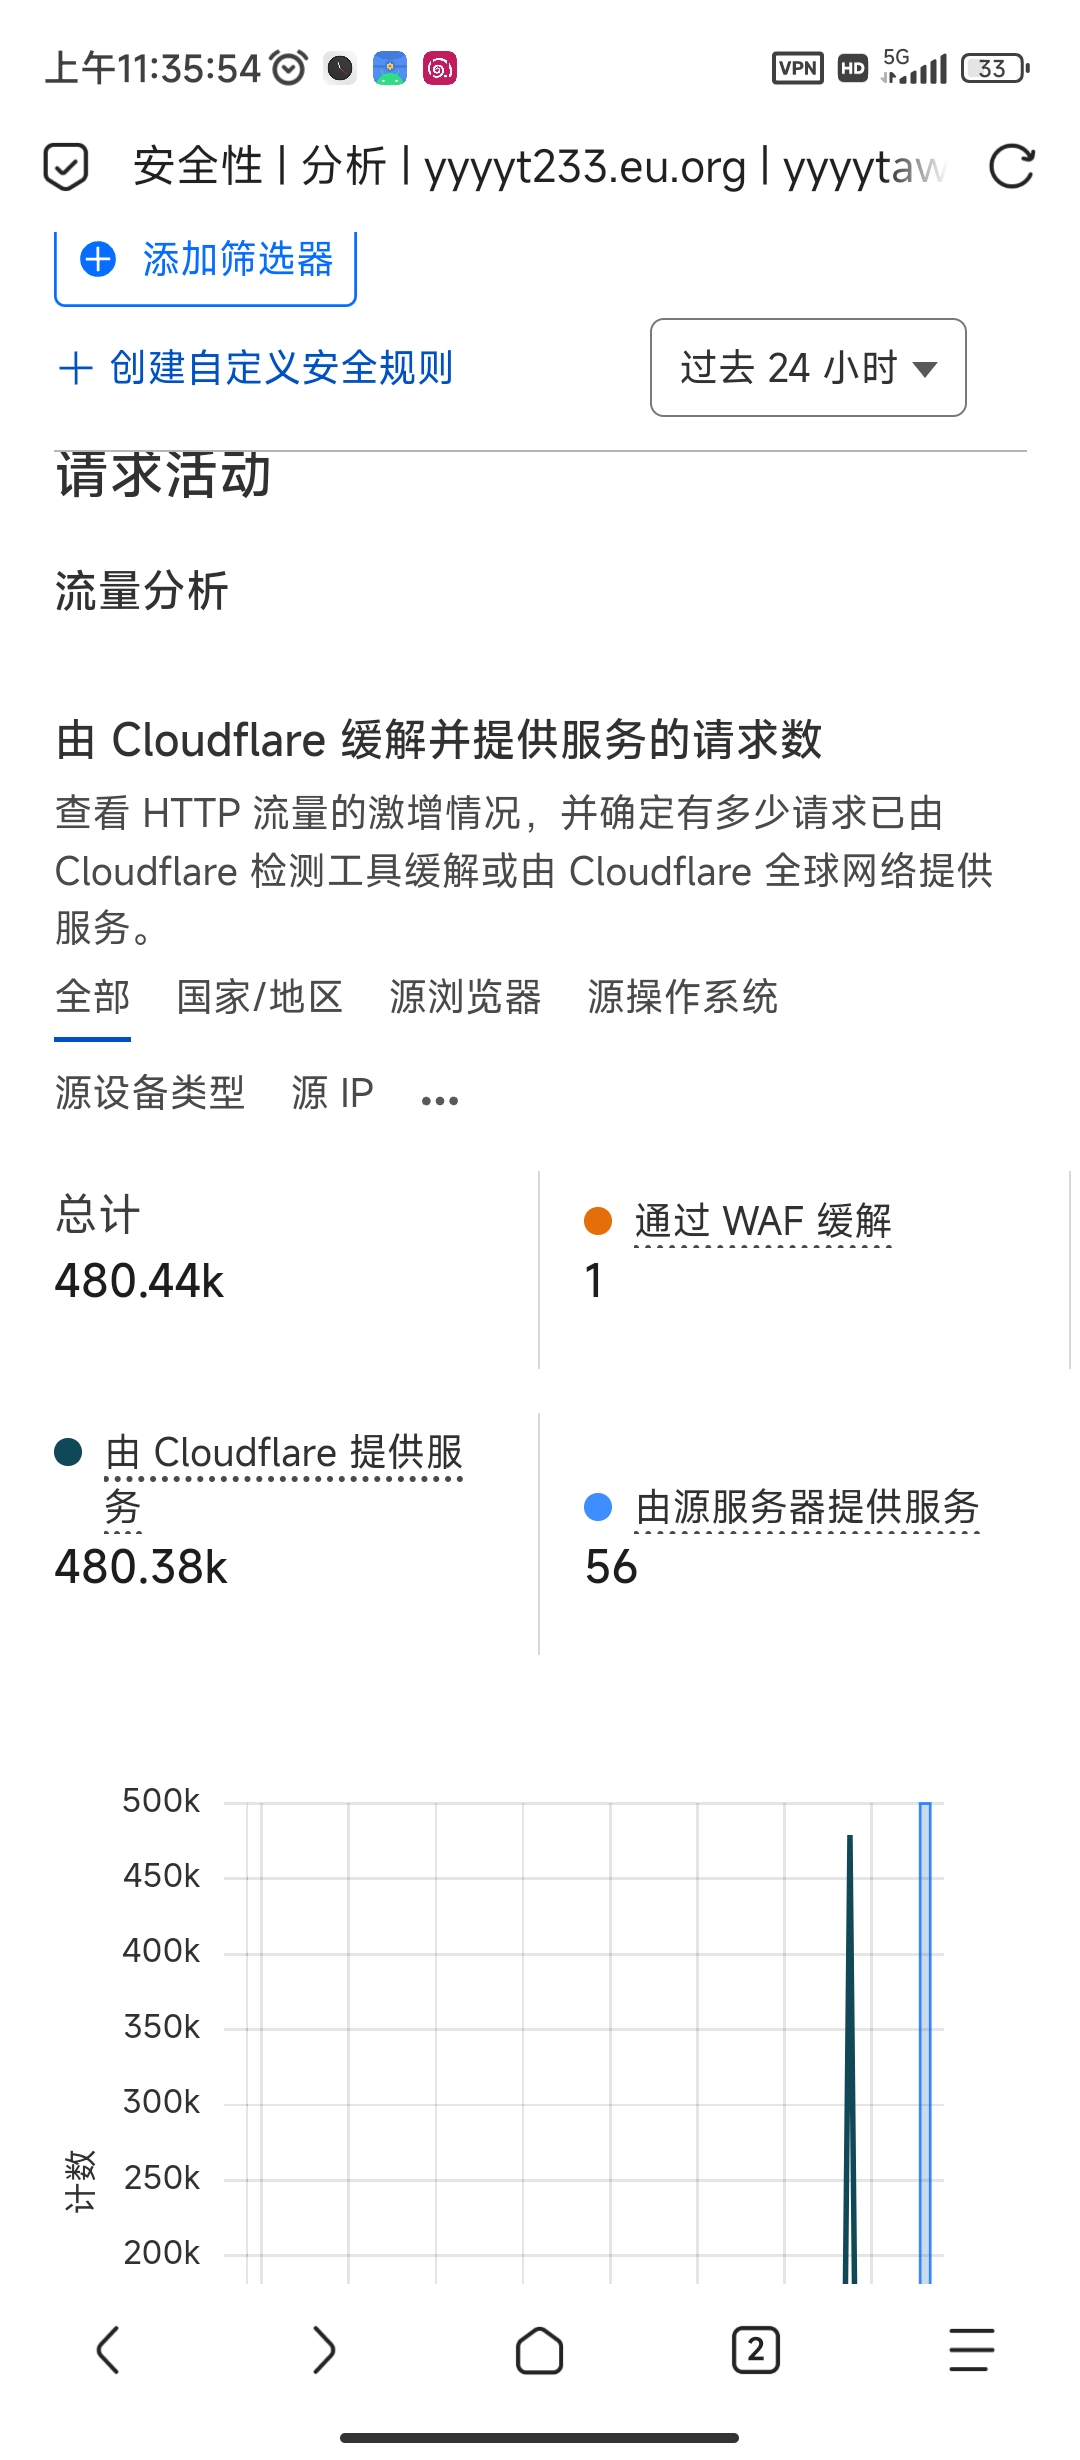 上午11:35:54
VPN HD 5G 33
安全性 | 分析 | yyyyt233.eu.org | yyyytaw
添加筛选器
创建自定义安全规则
过去 24 小时
请求活动
流量分析
由 Cloudflare 缓解并提供服务的请求数
查看 HTTP 流量的激增情况，并确定有多少请求已由
Cloudflare 检测工具缓解或由 Cloudflare 全球网络提供
服务。
全部 国家/地区 源浏览器 源操作系统
源设备类型 源 IP ...
总计
480.44k
通过 WAF 缓解
1
由 Cloudflare 提供服
务
480.38k
由源服务器提供服务
56
500k
450k
400k
350k
300k
250k
200k
计数
2